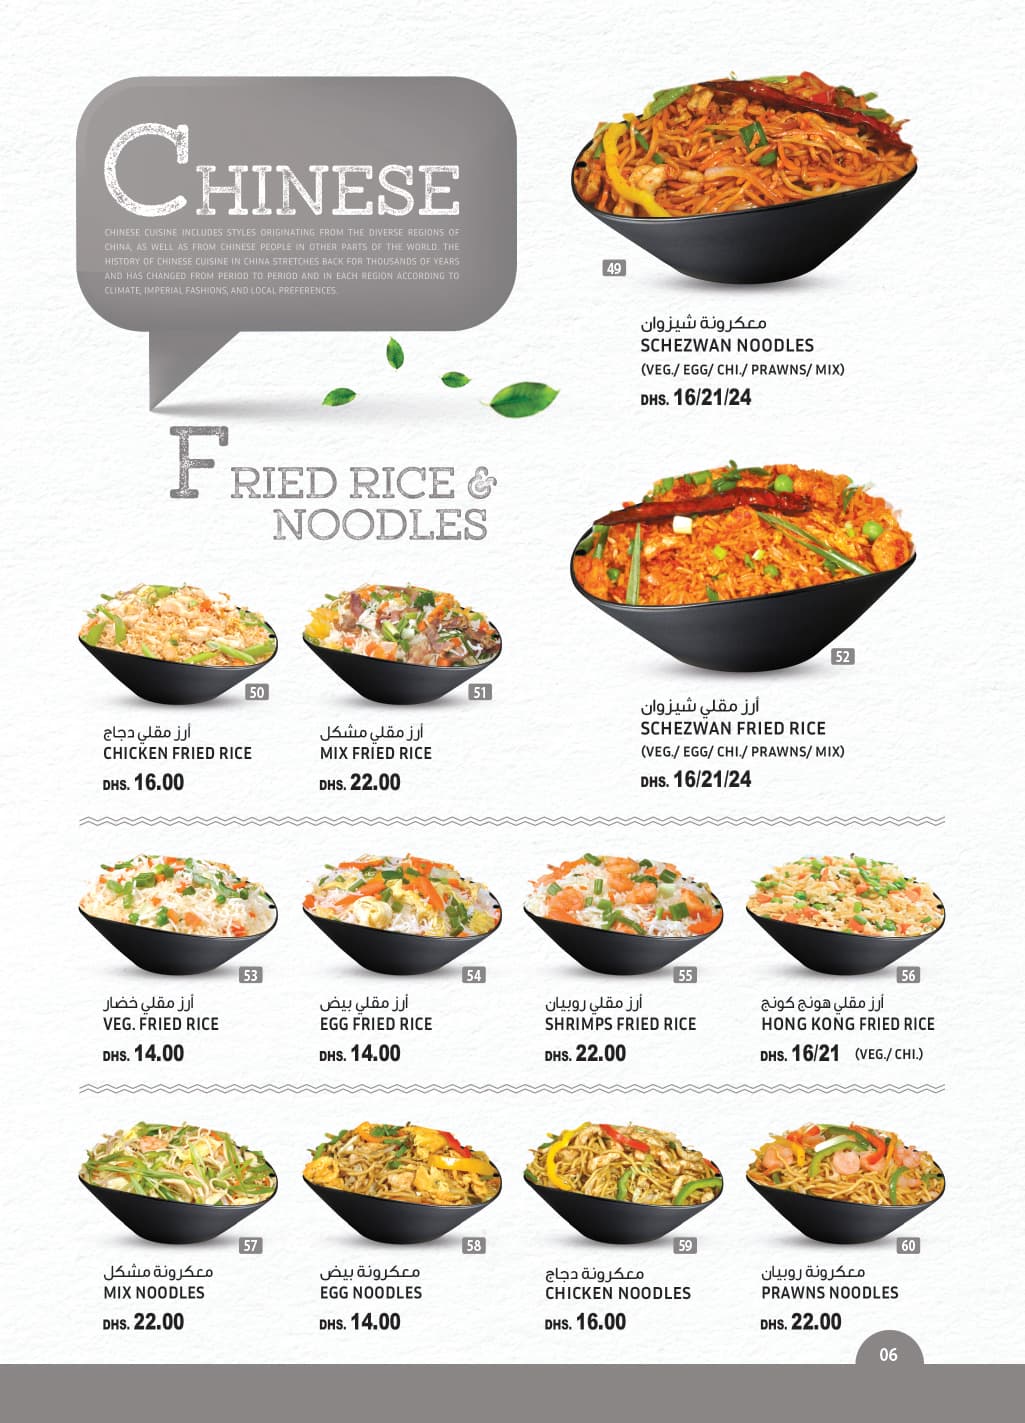 CHINESE
CHINESE CUISINE INCLUDES STYLES ORIGINATING FROM THE DIVERSE REGIONS OF
CHINA, AS WELL AS FROM CHINESE PEOPLE IN OTHER PARTS OF THE WORLD. THE
HISTORY OF CHINESE CUISINE IN CHINA STRETCHES BACK FOR THOUSANDS OF YEARS
AND HAS CHANGED FROM PERIOD TO PERIOD AND IN EACH REGION ACCORDING TO
CLIMATE, IMPERIAL FASHIONS, AND LOCAL PREFERENCES.
49
معكرونة شيزوان
SCHEZWAN NOODLES
(VEG./ EGG/ CHI./ PRAWNS/ MIX)
DHS. 16/21/24
FRIED RICE &
NOODLES
50
أرز مقلي دجاج
CHICKEN FRIED RICE
DHS. 16.00
51
أرز مقلي مشكل
MIX FRIED RICE
DHS. 22.00
52
أرز مقلي شيزوان
SCHEZWAN FRIED RICE
(VEG./ EGG/ CHI./ PRAWNS/ MIX)
DHS. 16/21/24
53
أرز مقلي خضار
VEG. FRIED RICE
DHS. 14.00
54
أرز مقلي بيض
EGG FRIED RICE
DHS. 14.00
55
أرز مقلي روبيان
SHRIMPS FRIED RICE
DHS. 22.00
56
أرز مقلي هونج كونج
HONG KONG FRIED RICE
DHS. 16/21 (VEG./ CHI.)
57
معكرونة مشكل
MIX NOODLES
DHS. 22.00
58
معكرونة بيض
EGG NOODLES
DHS. 14.00
59
معكرونة دجاج
CHICKEN NOODLES
DHS. 16.00
60
معكرونة روبيان
PRAWNS NOODLES
DHS. 22.00
06